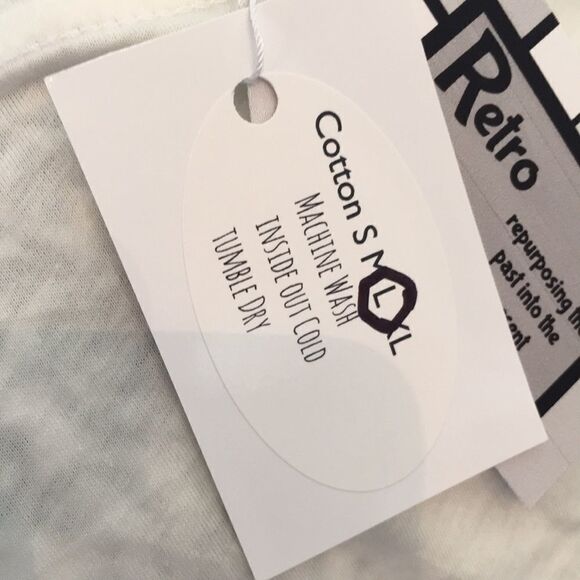 Cotton S M L XL
MACHINE WASH
INSIDE OUT COLD
TUMBLE DRY
Retro
repurposing the
past into the